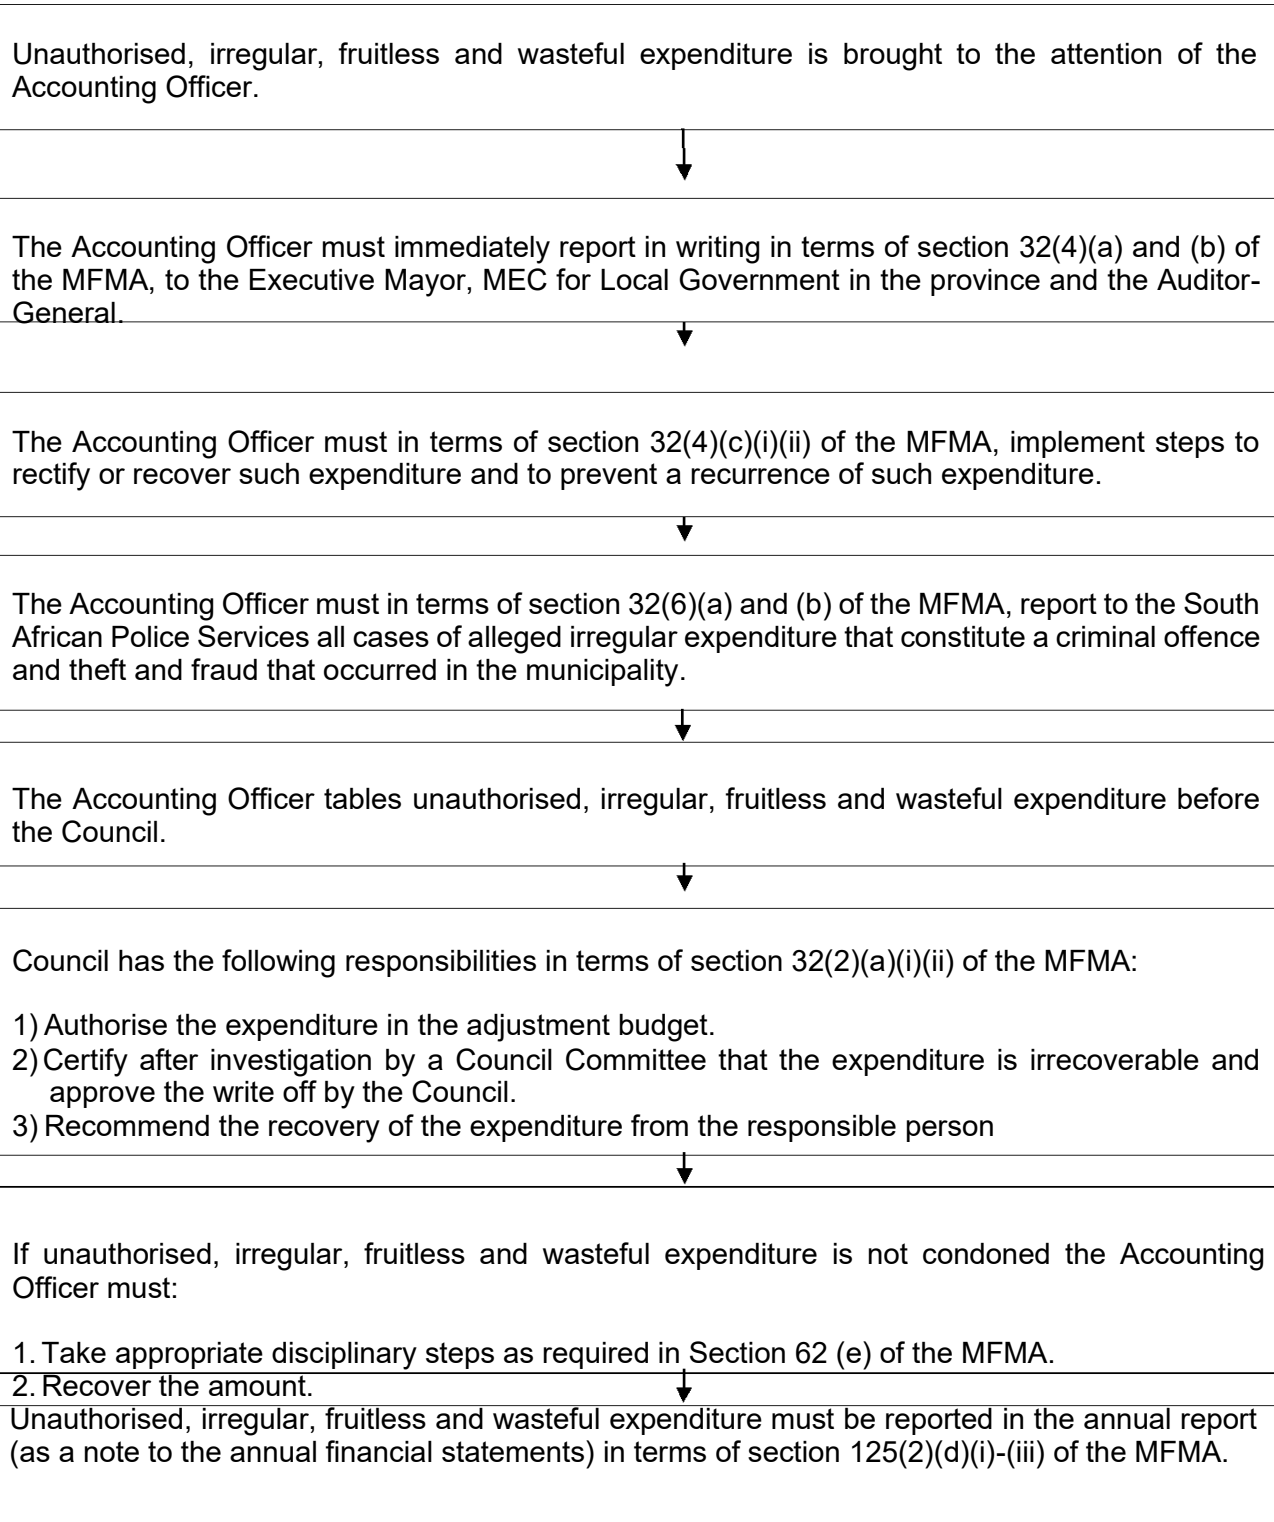 Unauthorised, irregular, fruitless and wasteful expenditure is brought to the attention of the
Accounting Officer.
The Accounting Officer must immediately report in writing in terms of section 32(4)(a) and (b) of
the MFMA, to the Executive Mayor, MEC for Local Government in the province and the Auditor-
General.
The Accounting Officer must in terms of section 32(4)(c)(i)(ii) of the MFMA, implement steps to
rectify or recover such expenditure and to prevent a recurrence of such expenditure.
The Accounting Officer must in terms of section 32(6)(a) and (b) of the MFMA, report to the South
African Police Services all cases of alleged irregular expenditure that constitute a criminal offence
and theft and fraud that occurred in the municipality.
The Accounting Officer tables unauthorised, irregular, fruitless and wasteful expenditure before
the Council.
Council has the following responsibilities in terms of section 32(2)(a)(i)(ii) of the MFMA:
1) Authorise the expenditure in the adjustment budget.
2) Certify after investigation by a Council Committee that the expenditure is irrecoverable and
approve the write off by the Council.
3) Recommend the recovery of the expenditure from the responsible person
If unauthorised, irregular, fruitless and wasteful expenditure is not condoned the Accounting
Officer must:
1. Take appropriate disciplinary steps as required in Section 62 (e) of the MFMA.
2. Recover the amount.
Unauthorised, irregular, fruitless and wasteful expenditure must be reported in the annual report
(as a note to the annual financial statements) in terms of section 125(2)(d)(i)-(iii) of the MFMA.